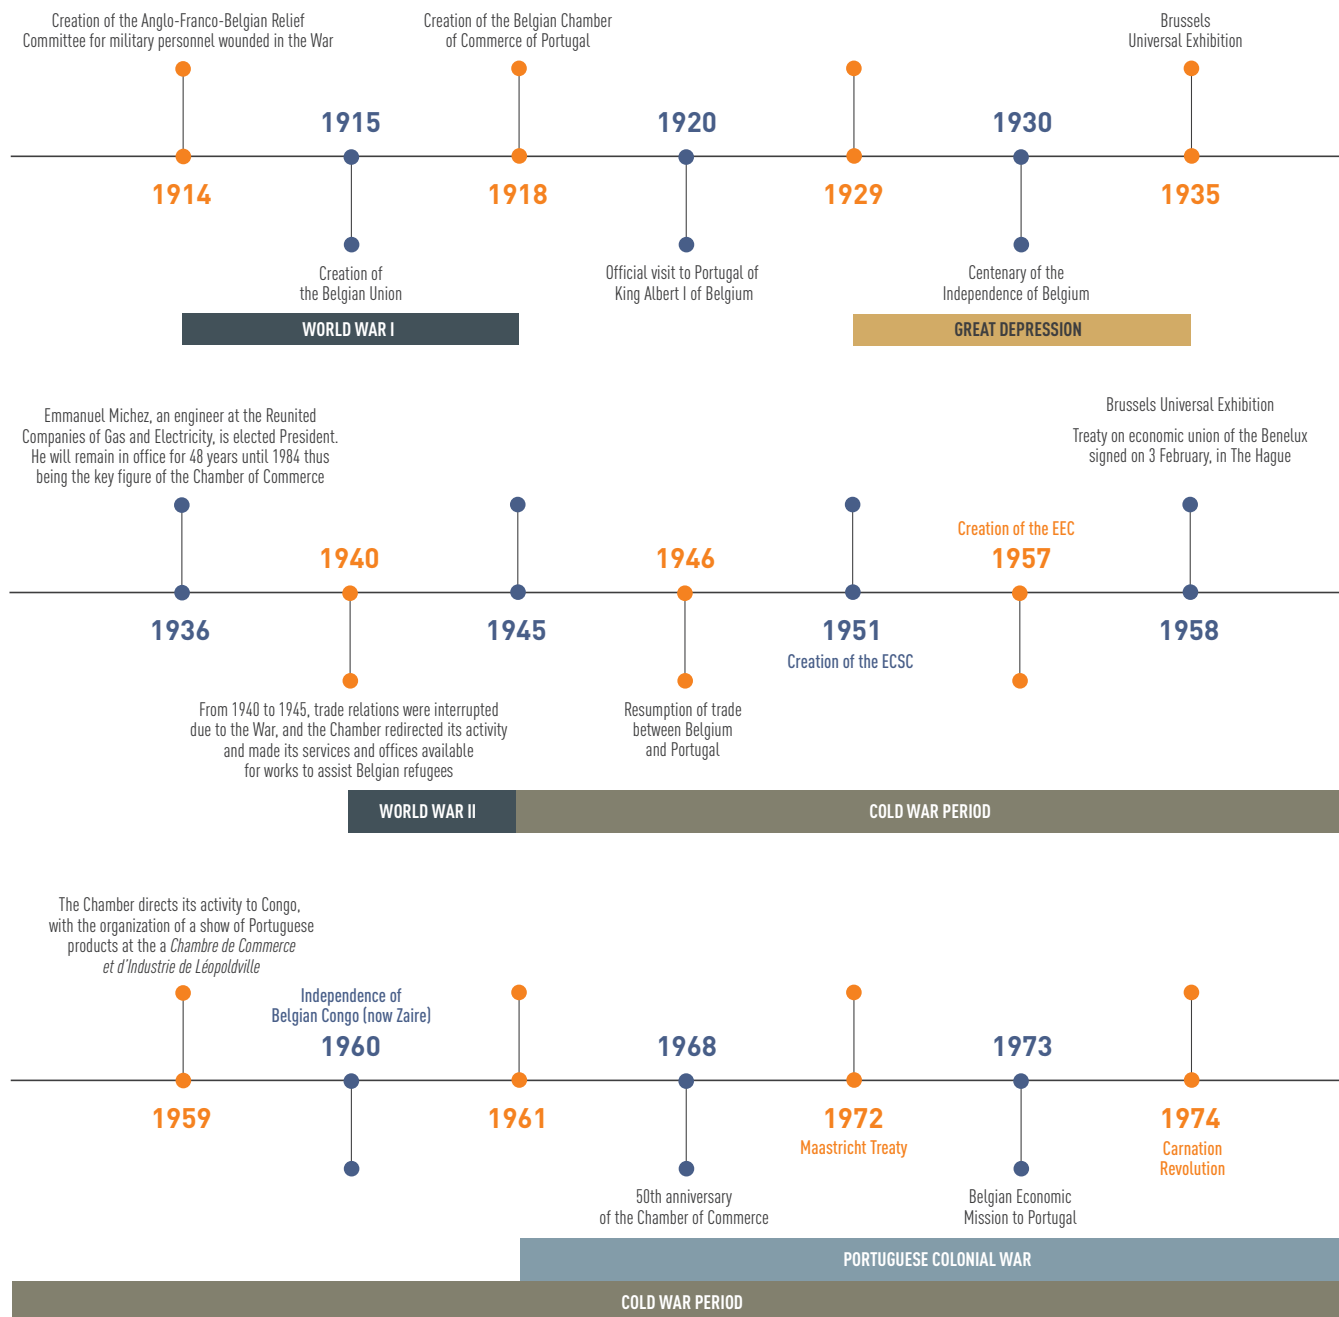 Creation of the Anglo-Franco-Belgian Relief
Committee for military personnel wounded in the War
Creation of the Belgian Chamber
of Commerce of Portugal
Brussels
Universal Exhibition
1915
1920
1930
1914
1918
1929
1935
Creation of
the Belgian Union
Official visit to Portugal of
King Albert I of Belgium
Centenary of the
Independence of Belgium
WORLD WAR I
GREAT DEPRESSION
Emmanuel Michez, an engineer at the Reunited
Companies of Gas and Electricity, is elected President.
He will remain in office for 48 years until 1984 thus
being the key figure of the Chamber of Commerce
Brussels Universal Exhibition
Treaty on economic union of the Benelux
signed on 3 February, in The Hague
1940
1946
Creation of the EEC
1957
1936
1945
1951
Creation of the ECSC
1958
From 1940 to 1945, trade relations were interrupted
due to the War, and the Chamber redirected its activity
and made its services and offices available
for works to assist Belgian refugees
Resumption of trade
between Belgium
and Portugal
WORLD WAR II
COLD WAR PERIOD
The Chamber directs its activity to Congo,
with the organization of a show of Portuguese
products at the a Chambre de Commerce
et d'Industrie de Léopoldville
Independence of
Belgian Congo (now Zaire)
1960
1968
1973
1959
1961
1972
Maastricht Treaty
1974
Carnation
Revolution
50th anniversary
of the Chamber of Commerce
Belgian Economic
Mission to Portugal
PORTUGUESE COLONIAL WAR
COLD WAR PERIOD